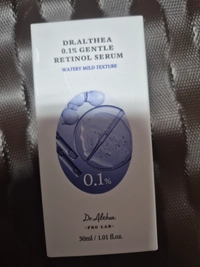 DR.ALTHEA
0.1% GENTLE
RETINOL SERUM
WATERY MILD TEXTURE
0.1%
Dr.Althea
-PRO LAB-
30ml / 1.01 fl.oz.